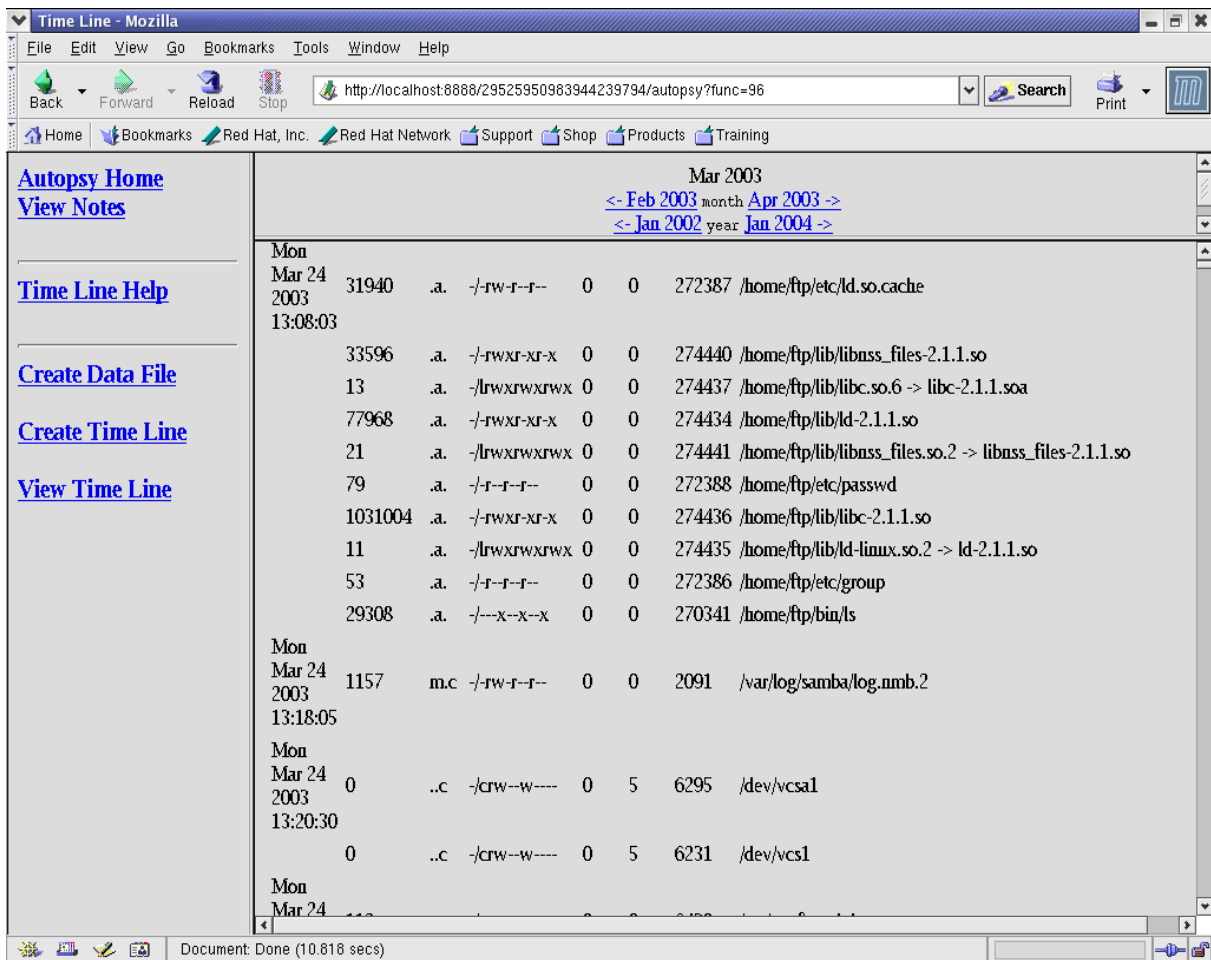 Time Line - Mozilla
File Edit View Go Bookmarks Tools Window Help
Back Forward Reload Stop http://localhost:8888/29525950983944239794/autopsy?func=96 Search Print
Home Bookmarks Red Hat, Inc. Red Hat Network Support Shop Products Training
Autopsy Home
View Notes
Time Line Help
Create Data File
Create Time Line
View Time Line
Mar 2003
<- Feb 2003 month Apr 2003 ->
<- Jan 2002 year Jan 2004 ->
Mon Mar 24 2003 13:08:03 31940 .a. -/-rw-r--r-- 0 0 272387 /home/ftp/etc/ld.so.cache
33596 .a. -/-rwxr-xr-x 0 0 274440 /home/ftp/lib/libnss_files-2.1.1.so
13 .a. -/lrwxrwxrwx 0 0 274437 /home/ftp/lib/libc.so.6 -> libc-2.1.1.soa
77968 .a. -/-rwxr-xr-x 0 0 274434 /home/ftp/lib/ld-2.1.1.so
21 .a. -/lrwxrwxrwx 0 0 274441 /home/ftp/lib/libnss_files.so.2 -> libnss_files-2.1.1.so
79 .a. -/-r--r--r-- 0 0 272388 /home/ftp/etc/passwd
1031004 .a. -/-rwxr-xr-x 0 0 274436 /home/ftp/lib/libc-2.1.1.so
11 .a. -/lrwxrwxrwx 0 0 274435 /home/ftp/lib/ld-linux.so.2 -> ld-2.1.1.so
53 .a. -/-r--r--r-- 0 0 272386 /home/ftp/etc/group
29308 .a. -/---x--x--x 0 0 270341 /home/ftp/bin/ls
Mon Mar 24 2003 13:18:05 1157 m.c -/-rw-r--r-- 0 0 2091 /var/log/samba/log.nmb.2
Mon Mar 24 2003 13:20:30 0 ..c -/crw--w---- 0 5 6295 /dev/vcsa1
0 ..c -/crw--w---- 0 5 6231 /dev/vcs1
Mon
Mar 24
Document: Done (10.818 secs)